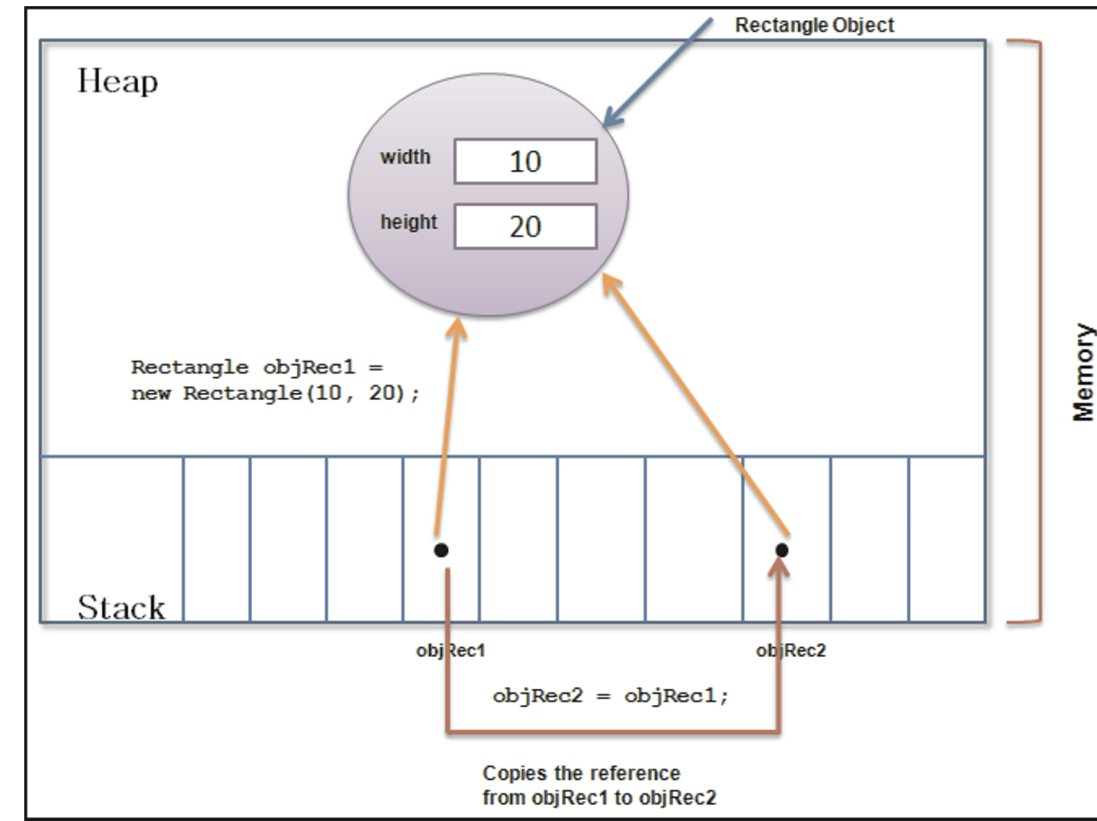 Rectangle Object
Heap
width
10
height
20
Rectangle objRec1 =
new Rectangle(10, 20);
Memory
Stack
objRec1
objRec2
objRec2 = objRec1;
Copies the reference
from objRec1 to objRec2